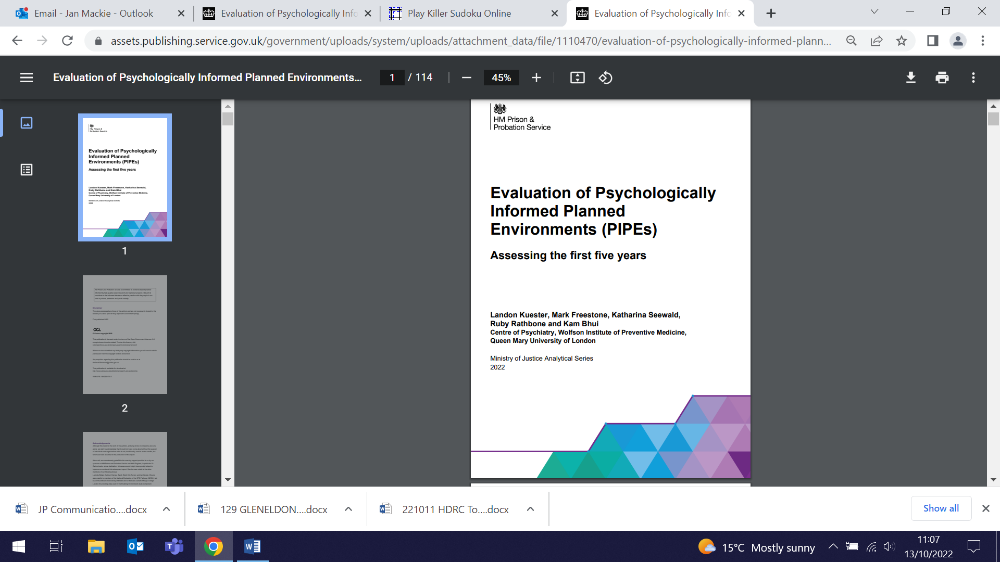 Email - Jan Mackie - Outlook
Evaluation of Psychologically Info
Play Killer Sudoku Online
Evaluation of Psychologically Info
assets.publishing.service.gov.uk/government/uploads/system/uploads/attachment_data/file/1110470/evaluation-of-psychologically-informed-plann...
Evaluation of Psychologically Informed Planned Environments...
1 / 114
45%
HM Prison &
Probation Service
Evaluation of Psychologically
Informed Planned
Environments (PIPEs)
Assessing the first five years
Landon Kuester, Mark Freestone, Katharina Seewald,
Ruby Rathbone and Kam Bhui
Centre of Psychiatry, Wolfson Institute of Preventive Medicine,
Queen Mary University of London
Ministry of Justice Analytical Series
2022
1
OGL
2
Acknowledgements
HM Prison &
Probation Service
Evaluation of Psychologically
Informed Planned
Environments (PIPEs)
Assessing the first five years
Landon Kuester, Mark Freestone, Katharina Seewald,
Ruby Rathbone and Kam Bhui
Centre of Psychiatry, Wolfson Institute of Preventive Medicine,
Queen Mary University of London
Ministry of Justice Analytical Series
2022
JP Communicatio....docx
129 GLENELDON....docx
221011 HDRC To....docx
Show all
15°C Mostly sunny
11:07
13/10/2022